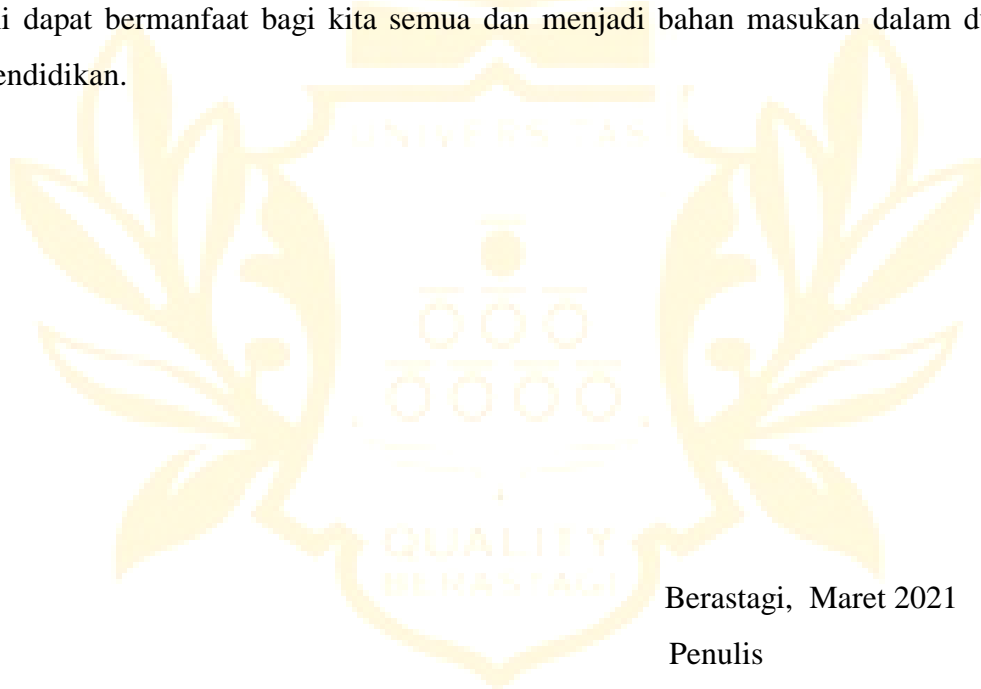 i dapat bermanfaat bagi kita semua dan menjadi bahan masukan dalam d
endidikan.
UNIVERSITAS
QUALITY
BERASTAGI
Berastagi, Maret 2021
Penulis